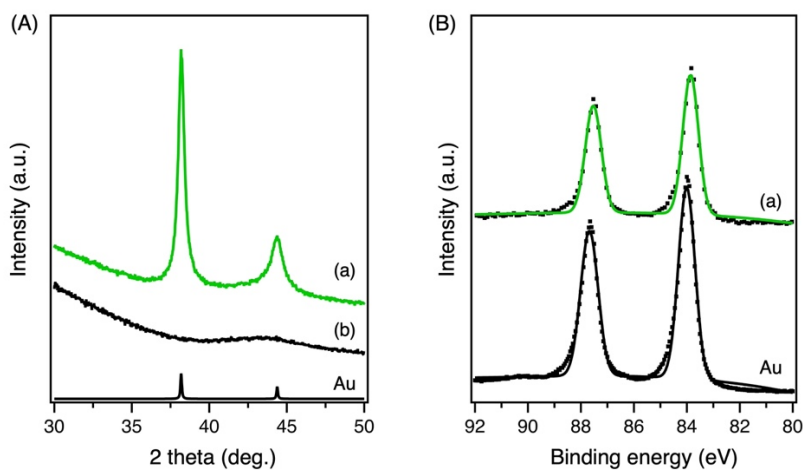 (A)
Intensity (a.u.)
(a)
(b)
Au
30 35 40 45 50
2 theta (deg.)
(B)
Intensity (a.u.)
(a)
Au
92 90 88 86 84 82 80
Binding energy (eV)